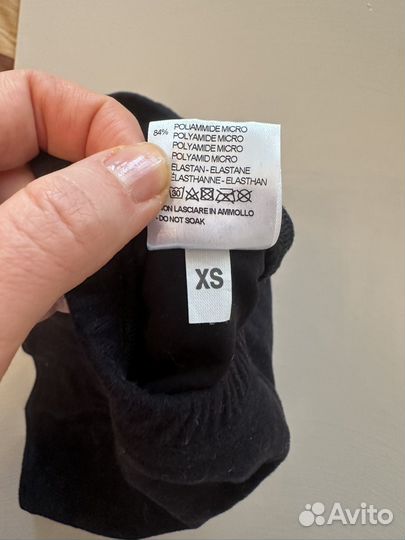 84% POLIAMMIDE MICRO
POLYAMIDE MICRO
POLYAMIDE MICRO
POLYAMID MICRO
ELASTAN - ELASTANE
ELASTHANNE - ELASTHAN
30
NON LASCIARE IN AMMOLLO
- DO NOT SOAK
XS
Avito